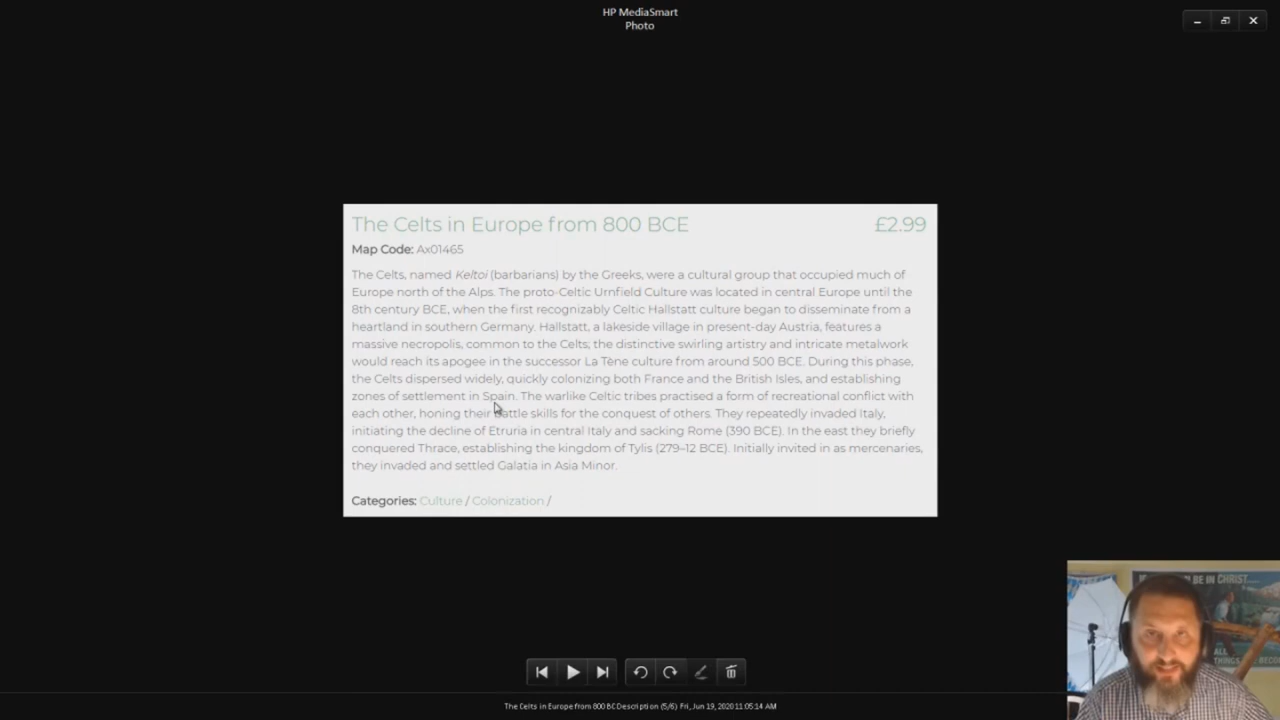 HP MediaSmart
Photo
The Celts in Europe from 800 BCE
£2.99
Map Code: Ax01465
The Celts, named Keltoi (barbarians) by the Greeks, were a cultural group that occupied much of
Europe north of the Alps. The proto-Celtic Urnfield Culture was located in central Europe until the
8th century BCE, when the first recognizably Celtic Hallstatt culture began to disseminate from a
heartland in southern Germany. Hallstatt, a lakeside village in present-day Austria, features a
massive necropolis, common to the Celts; the distinctive swirling artistry and intricate metalwork
would reach its apogee in the successor La Tène culture from around 500 BCE. During this phase,
the Celts dispersed widely, quickly colonizing both France and the British Isles, and establishing
zones of settlement in Spain. The warlike Celtic tribes practised a form of recreational conflict with
each other, honing their battle skills for the conquest of others. They repeatedly invaded Italy,
initiating the decline of Etruria in central Italy and sacking Rome (390 BCE). In the east they briefly
conquered Thrace, establishing the kingdom of Tylis (279–12 BCE). Initially invited in as mercenaries,
they invaded and settled Galatia in Asia Minor.
Categories: Culture / Colonization /
BE IN CHRIST
ALL
THINGS
BECO
The Celts in Europe from 800 BC Description (5/6) Fri, Jun 19, 2020 11:05:14 AM